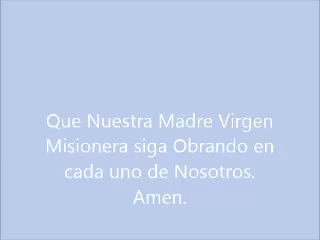 Que Nuestra Madre Virgen
Misionera siga Obrando en
cada uno de Nosotros.
Amen.